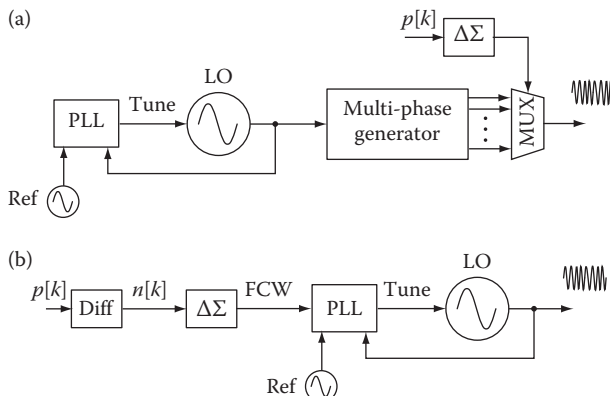 (a)
p[k]
ΔΣ
LO
Tune
PLL
Multi-phase
generator
MUX
Ref
(b)
LO
p[k]
n[k]
FCW
Tune
Diff
ΔΣ
PLL
Ref